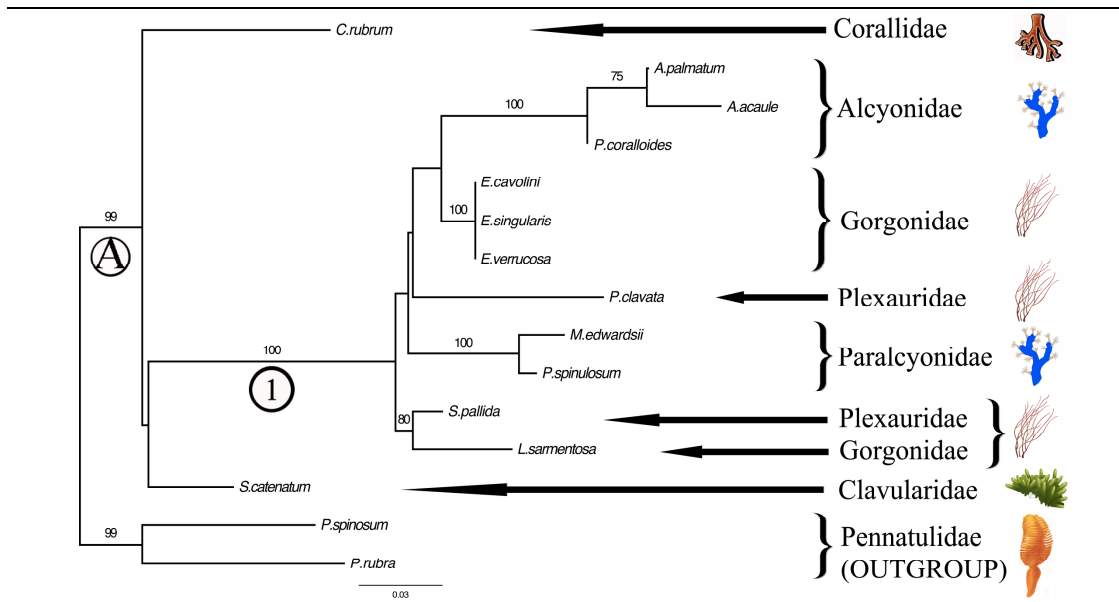 C.rubrum
Corallidae
A.palmatum
75
A.acaule
100
Alcyonidae
P.coralloides
E.cavolini
100
E.singularis
Gorgonidae
E.verrucosa
99
A
P.clavata
Plexauridae
M.edwardsii
100
Paralcyonidae
P.spinulosum
100
1
S.pallida
Plexauridae
80
L.sarmentosa
Gorgonidae
S.catenatum
Clavularidae
P.spinosum
99
Pennatulidae
(OUTGROUP)
P.rubra
0.03